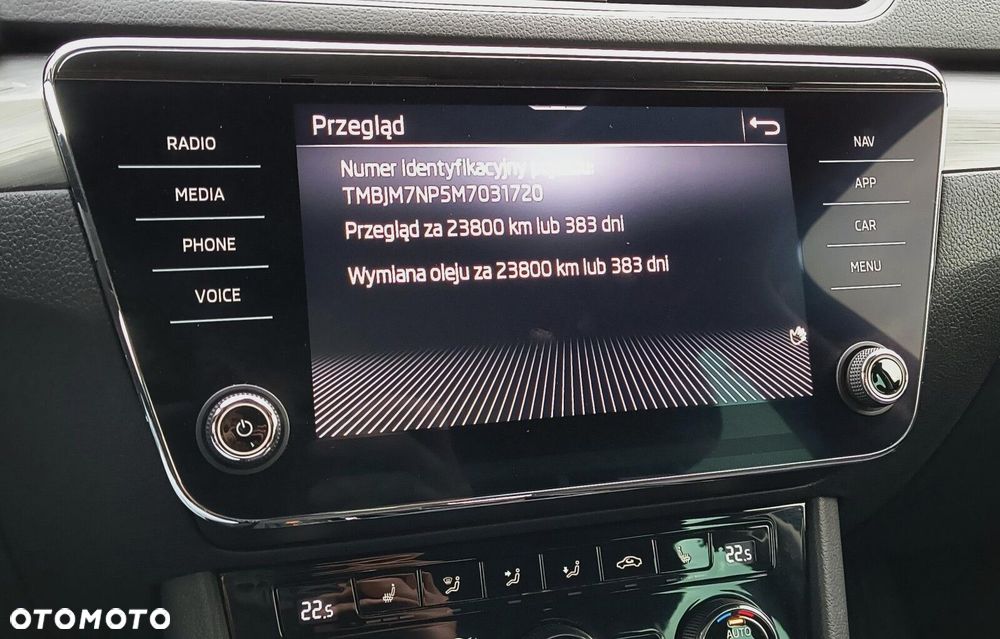 Przegląd
RADIO
MEDIA
PHONE
VOICE
Numer identyfikacyjny
TMBJM7NP5M7031720
Przegląd za 23800 km lub 383 dni
Wymiana oleju za 23800 km lub 383 dni
NAV
APP
CAR
MENU
22.5
22.5
AUTO
OTOMOTO